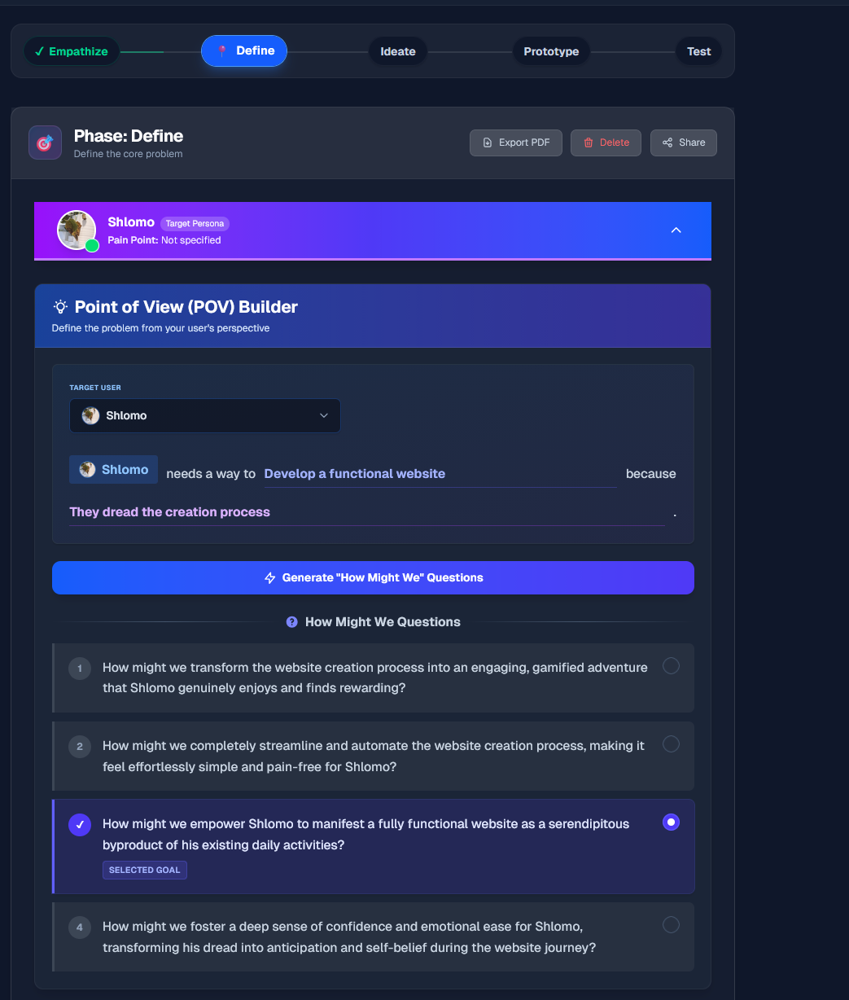 ✓ Empathize
Define
Ideate
Prototype
Test
Phase: Define
Define the core problem
Export PDF
Delete
Share
Shlomo
Target Persona
Pain Point: Not specified
Point of View (POV) Builder
Define the problem from your user's perspective
TARGET USER
Shlomo
Shlomo needs a way to Develop a functional website because
They dread the creation process .
Generate "How Might We" Questions
? How Might We Questions
1
How might we transform the website creation process into an engaging, gamified adventure
that Shlomo genuinely enjoys and finds rewarding?
2
How might we completely streamline and automate the website creation process, making it
feel effortlessly simple and pain-free for Shlomo?
✓
How might we empower Shlomo to manifest a fully functional website as a serendipitous
byproduct of his existing daily activities?
SELECTED GOAL
4
How might we foster a deep sense of confidence and emotional ease for Shlomo,
transforming his dread into anticipation and self-belief during the website journey?